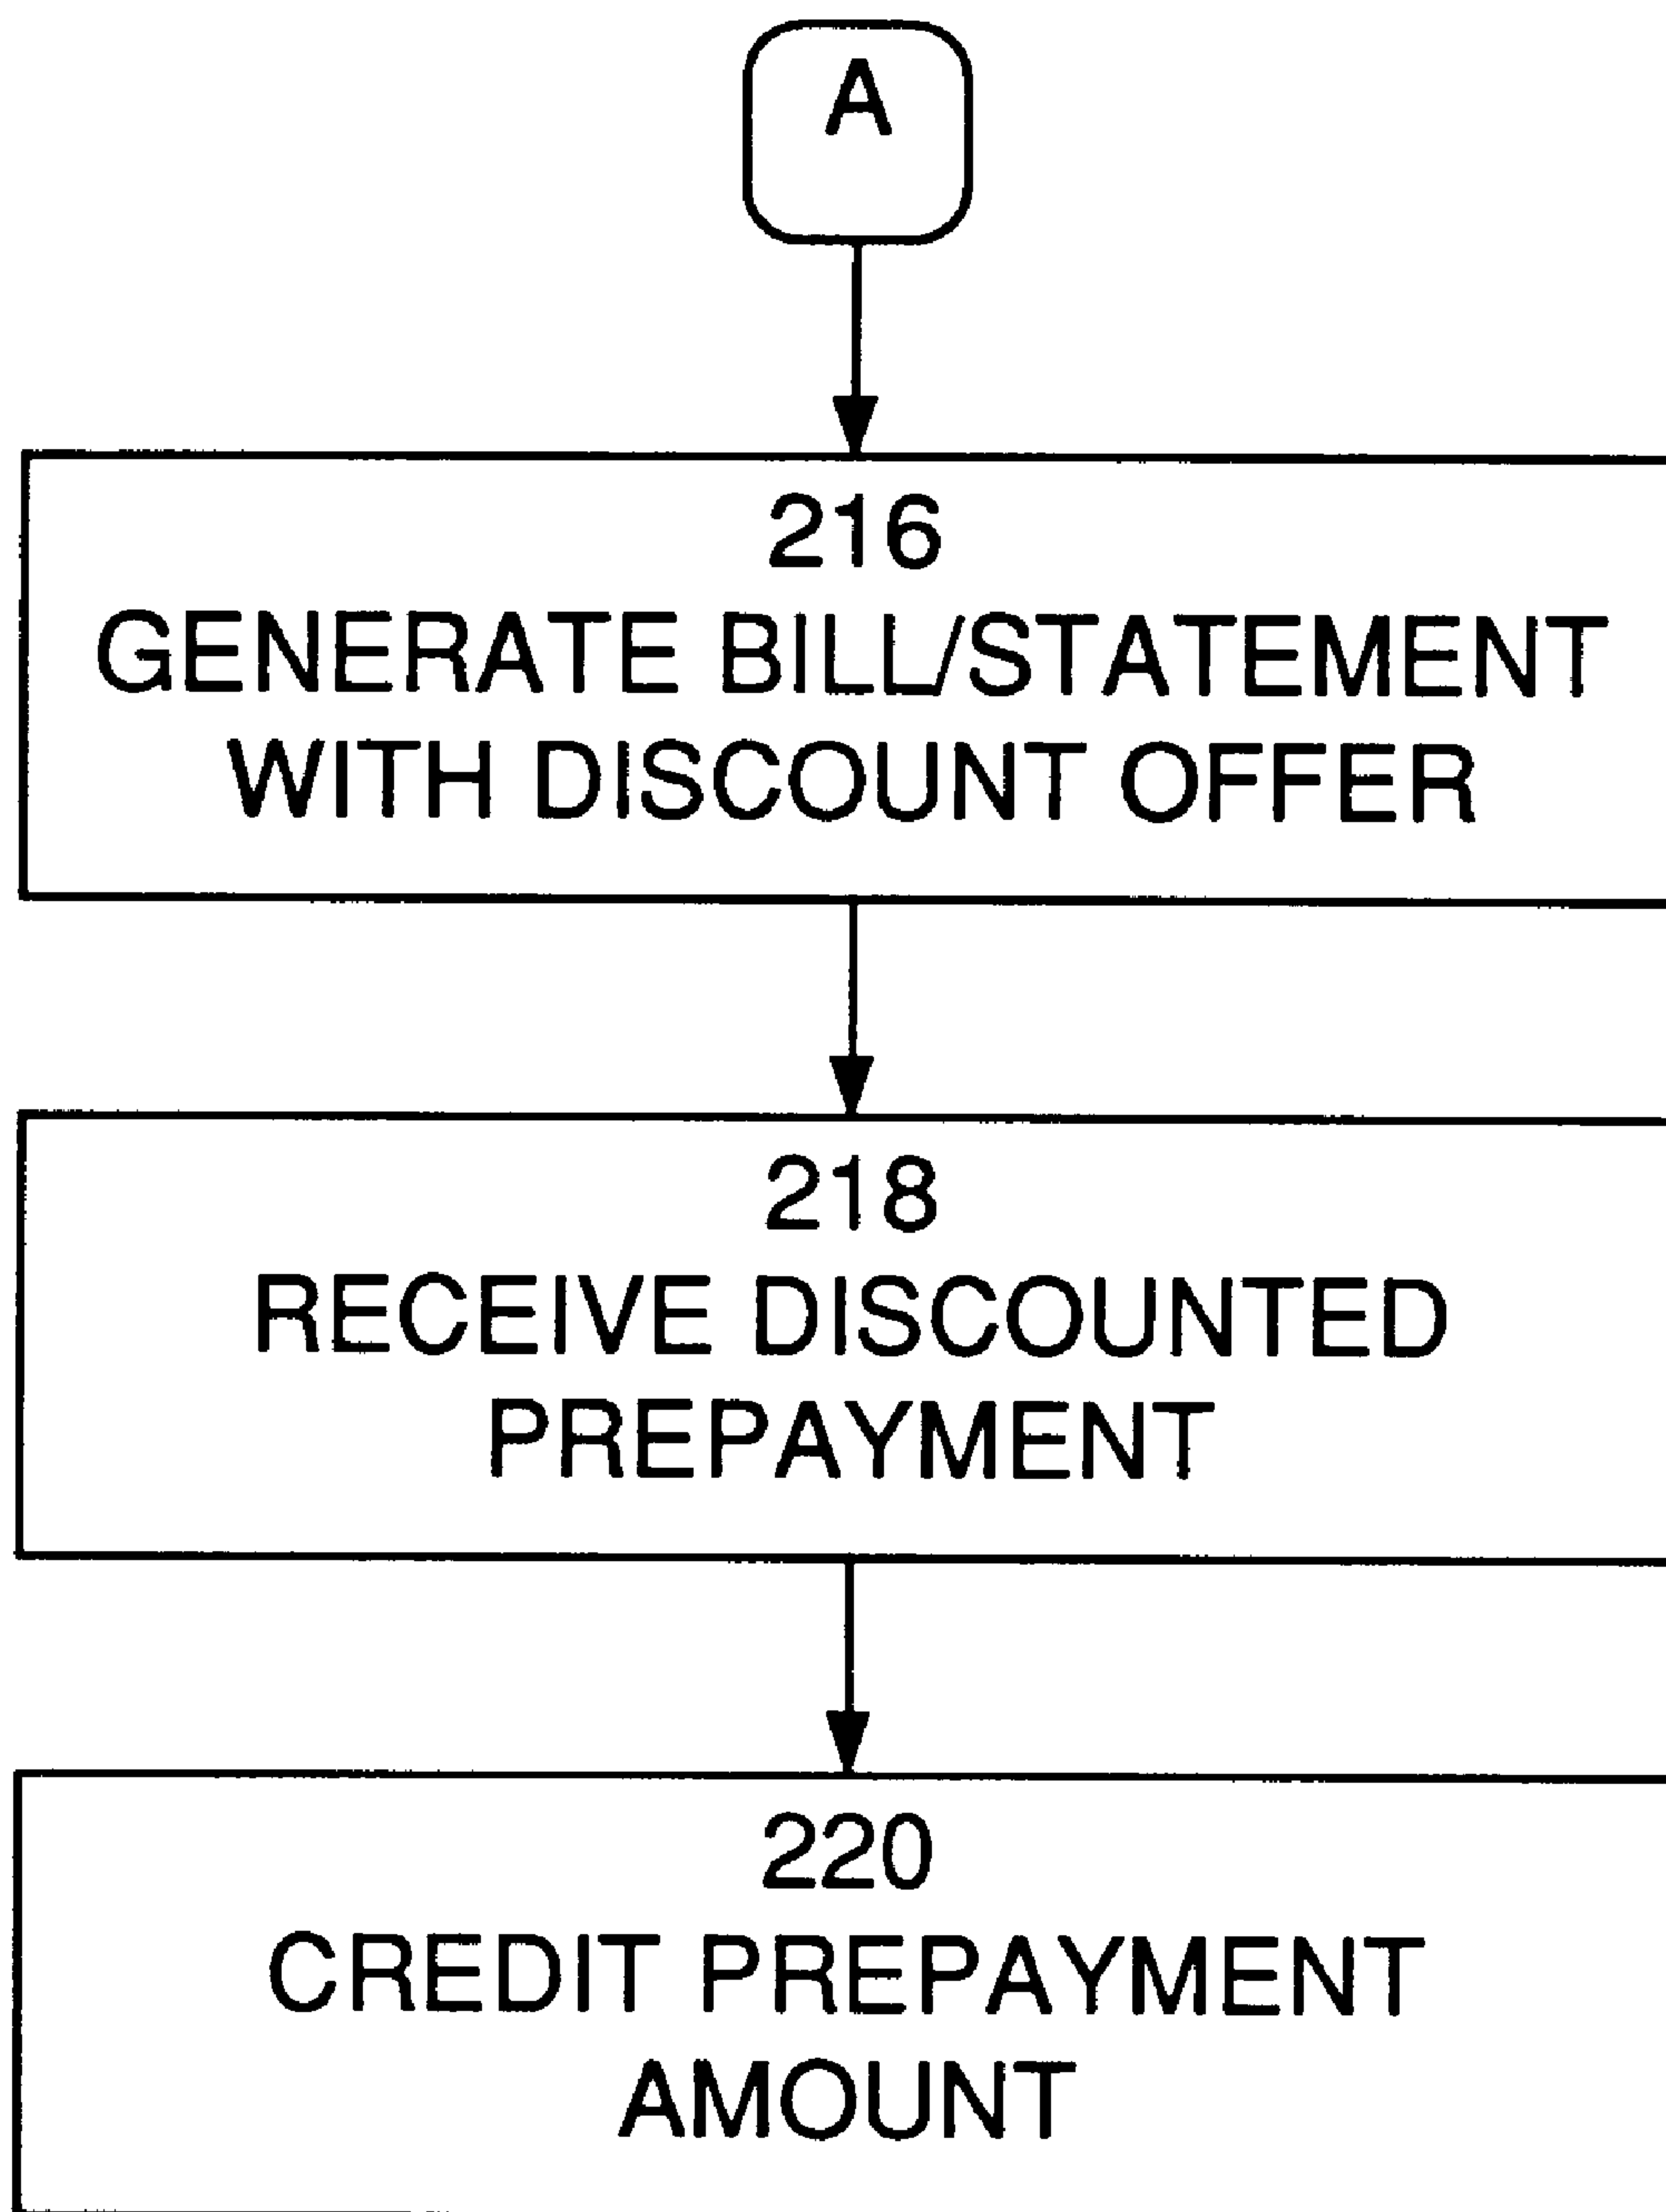 A
216
GENERATE BILL/STATEMENT
WITH DISCOUNT OFFER
218
RECEIVE DISCOUNTED
PREPAYMENT
220
CREDIT PREPAYMENT
AMOUNT